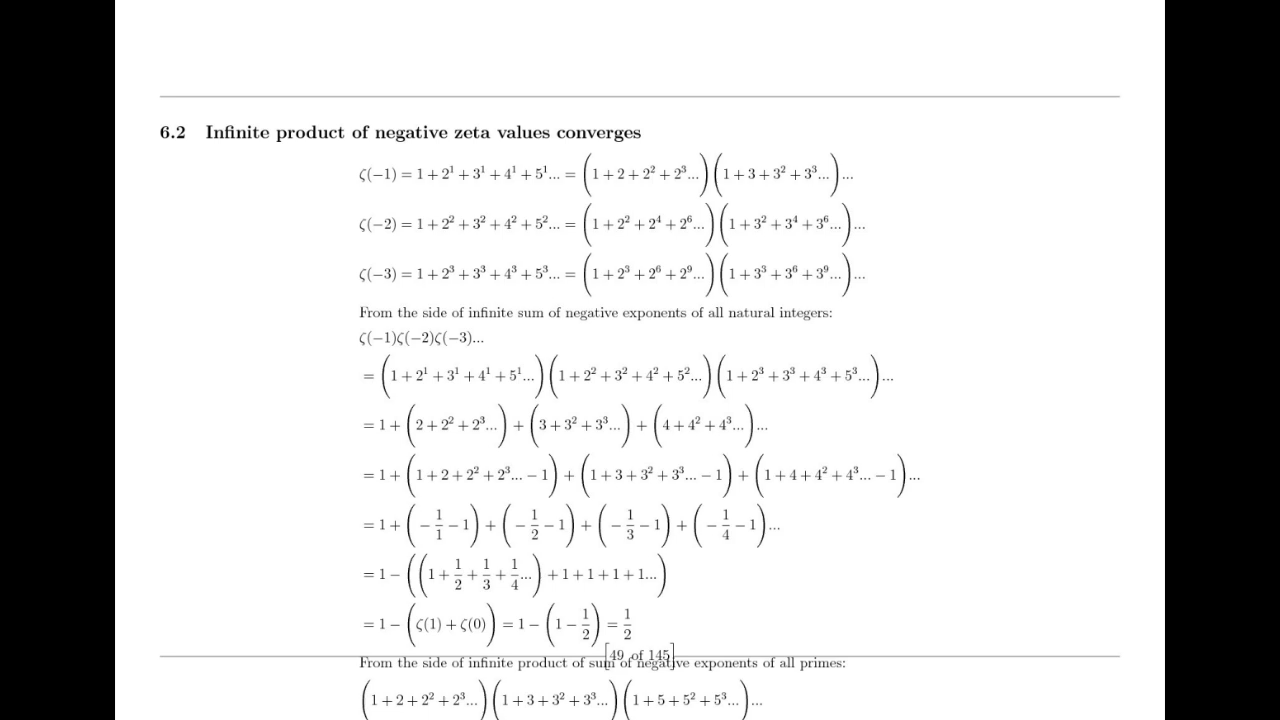 6.2 Infinite product of negative zeta values converges
ζ(−1) = 1 + 2¹ + 3¹ + 4¹ + 5¹... = (1 + 2 + 2² + 2³...)(1 + 3 + 3² + 3³...)...
ζ(−2) = 1 + 2² + 3² + 4² + 5²... = (1 + 2² + 2⁴ + 2⁶...)(1 + 3² + 3⁴ + 3⁶...)...
ζ(−3) = 1 + 2³ + 3³ + 4³ + 5³... = (1 + 2³ + 2⁶ + 2⁹...)(1 + 3³ + 3⁶ + 3⁹...)...
From the side of infinite sum of negative exponents of all natural integers:
ζ(−1)ζ(−2)ζ(−3)...
= (1 + 2¹ + 3¹ + 4¹ + 5¹...)(1 + 2² + 3² + 4² + 5²...)(1 + 2³ + 3³ + 4³ + 5³...)...
= 1 + (2 + 2² + 2³...) + (3 + 3² + 3³...) + (4 + 4² + 4³...)...
= 1 + (1 + 2 + 2² + 2³... − 1) + (1 + 3 + 3² + 3³... − 1) + (1 + 4 + 4² + 4³... − 1)...
= 1 + (−1/1 − 1) + (−1/2 − 1) + (−1/3 − 1) + (−1/4 − 1)...
= 1 − ((1 + 1/2 + 1/3 + 1/4...) + 1 + 1 + 1 + 1...)
= 1 − (ζ(1) + ζ(0)) = 1 − (1 − 1/2) = 1/2
[49 of 145]
From the side of infinite product of sum of negative exponents of all primes:
(1 + 2 + 2² + 2³...)(1 + 3 + 3² + 3³...)(1 + 5 + 5² + 5³...)...